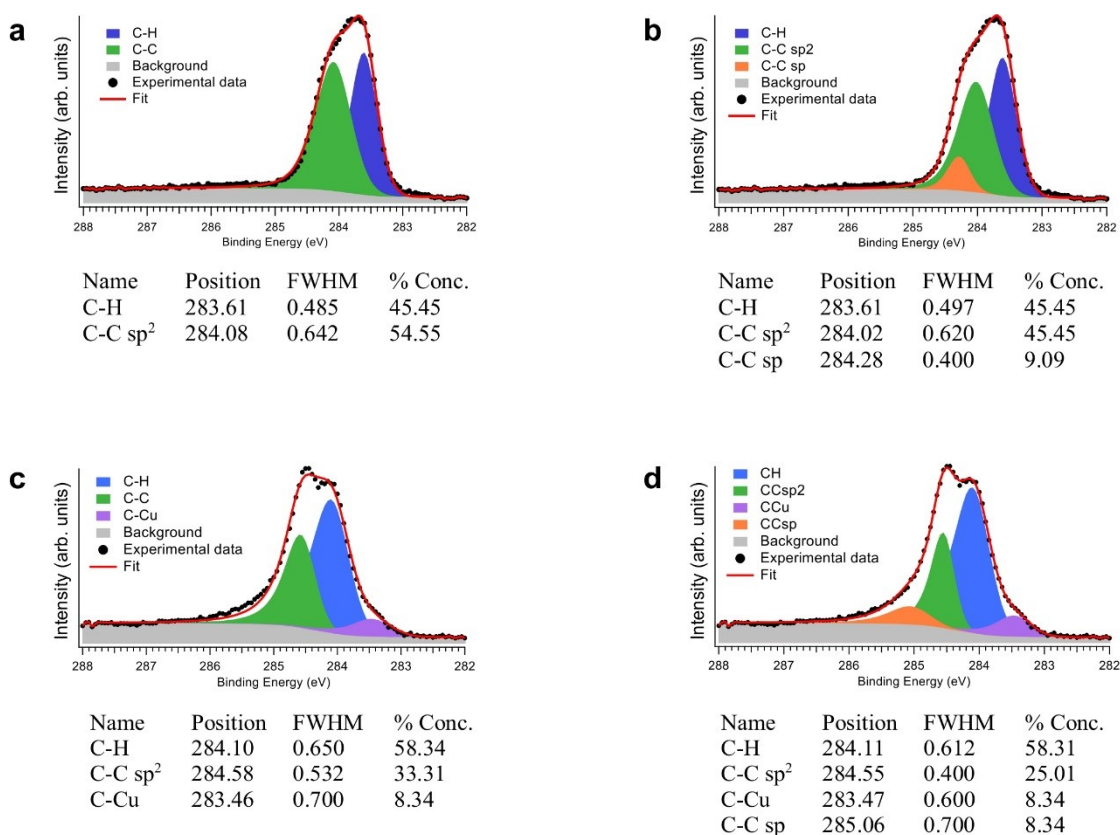 a
C-H
C-C
Background
Experimental data
Fit
Intensity (arb. units)
288 287 286 285 284 283 282
Binding Energy (eV)
Name Position FWHM % Conc.
C-H 283.61 0.485 45.45
C-C sp² 284.08 0.642 54.55
b
C-H
C-C sp2
C-C sp
Background
Experimental data
Fit
Intensity (arb. units)
288 287 286 285 284 283 282
Binding Energy (eV)
Name Position FWHM % Conc.
C-H 283.61 0.497 45.45
C-C sp² 284.02 0.620 45.45
C-C sp 284.28 0.400 9.09
c
C-H
C-C
C-Cu
Background
Experimental data
Fit
Intensity (arb. units)
288 287 286 285 284 283 282
Binding Energy (eV)
Name Position FWHM % Conc.
C-H 284.10 0.650 58.34
C-C sp² 284.58 0.532 33.31
C-Cu 283.46 0.700 8.34
d
CH
CCsp2
CCu
CCsp
Background
Experimental data
Fit
Intensity (arb. units)
288 287 286 285 284 283 282
Binding Energy (eV)
Name Position FWHM % Conc.
C-H 284.11 0.612 58.31
C-C sp² 284.55 0.400 25.01
C-Cu 283.47 0.600 8.34
C-C sp 285.06 0.700 8.34